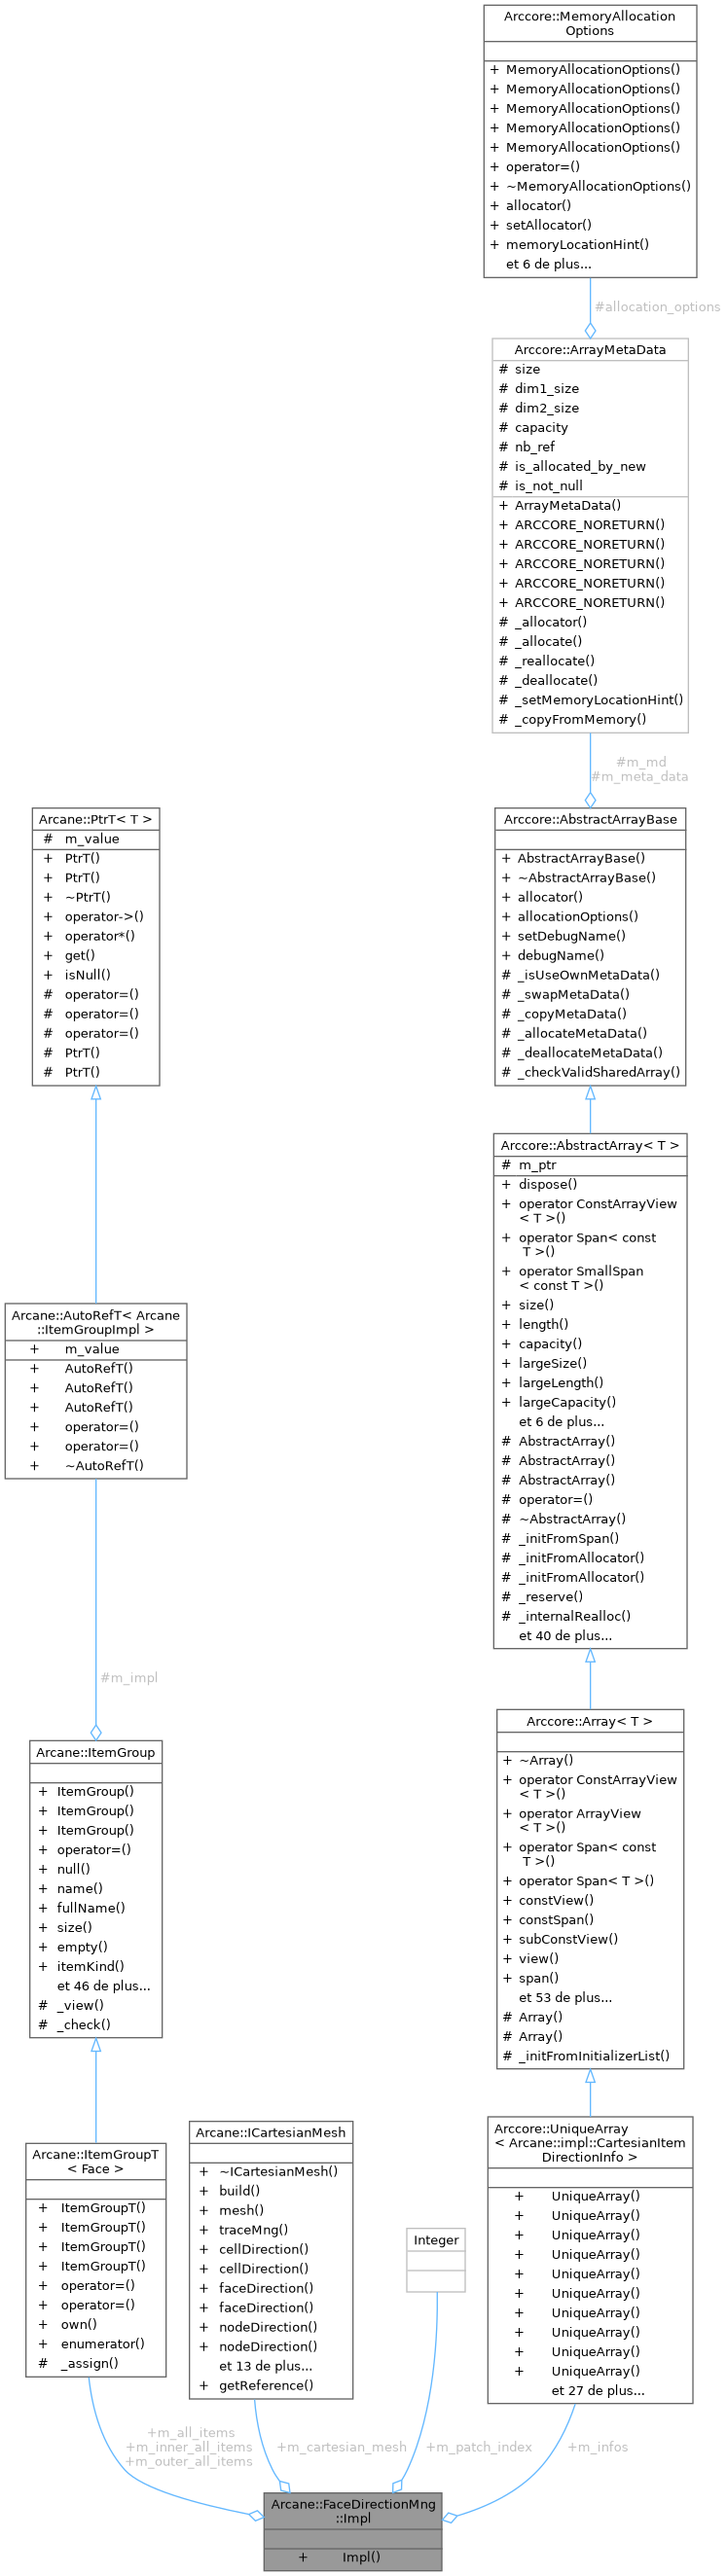 Arccore::MemoryAllocation
Options
+ MemoryAllocationOptions()
+ MemoryAllocationOptions()
+ MemoryAllocationOptions()
+ MemoryAllocationOptions()
+ MemoryAllocationOptions()
+ operator=()
+ ~MemoryAllocationOptions()
+ allocator()
+ setAllocator()
+ memoryLocationHint()
et 6 de plus...
#allocation_options
Arccore::ArrayMetaData
# size
# dim1_size
# dim2_size
# capacity
# nb_ref
# is_allocated_by_new
# is_not_null
+ ArrayMetaData()
+ ARCCORE_NORETURN()
+ ARCCORE_NORETURN()
+ ARCCORE_NORETURN()
+ ARCCORE_NORETURN()
+ ARCCORE_NORETURN()
# _allocator()
# _allocate()
# _reallocate()
# _deallocate()
# _setMemoryLocationHint()
# _copyFromMemory()
#m_md
#m_meta_data
Arcane::PtrT< T >
# m_value
+ PtrT()
+ PtrT()
+ ~PtrT()
+ operator->()
+ operator*()
+ get()
+ isNull()
# operator=()
# operator=()
# operator=()
# PtrT()
# PtrT()
Arccore::AbstractArrayBase
+ AbstractArrayBase()
+ ~AbstractArrayBase()
+ allocator()
+ allocationOptions()
+ setDebugName()
+ debugName()
# _isUseOwnMetaData()
# _swapMetaData()
# _copyMetaData()
# _allocateMetaData()
# _deallocateMetaData()
# _checkValidSharedArray()
Arccore::AbstractArray< T >
# m_ptr
+ dispose()
+ operator ConstArrayView
< T >()
+ operator Span< const
T >()
+ operator SmallSpan
< const T >()
+ size()
+ length()
+ capacity()
+ largeSize()
+ largeLength()
+ largeCapacity()
et 6 de plus...
# AbstractArray()
# AbstractArray()
# AbstractArray()
# operator=()
# ~AbstractArray()
# _initFromSpan()
# _initFromAllocator()
# _initFromAllocator()
# _reserve()
# _internalRealloc()
et 40 de plus...
Arcane::AutoRefT< Arcane
::ItemGroupImpl >
+ m_value
+ AutoRefT()
+ AutoRefT()
+ AutoRefT()
+ operator=()
+ operator=()
+ ~AutoRefT()
#m_impl
Arcane::ItemGroup
+ ItemGroup()
+ ItemGroup()
+ ItemGroup()
+ operator=()
+ null()
+ name()
+ fullName()
+ size()
+ empty()
+ itemKind()
et 46 de plus...
# _view()
# _check()
Arccore::Array< T >
+ ~Array()
+ operator ConstArrayView
< T >()
+ operator ArrayView
< T >()
+ operator Span< const
T >()
+ operator Span< T >()
+ constView()
+ constSpan()
+ subConstView()
+ view()
+ span()
et 53 de plus...
# Array()
# Array()
# _initFromInitializerList()
Arcane::ItemGroupT
< Face >
+ ItemGroupT()
+ ItemGroupT()
+ ItemGroupT()
+ ItemGroupT()
+ operator=()
+ operator=()
+ own()
+ enumerator()
# _assign()
Arcane::ICartesianMesh
+ ~ICartesianMesh()
+ build()
+ mesh()
+ traceMng()
+ cellDirection()
+ cellDirection()
+ faceDirection()
+ faceDirection()
+ nodeDirection()
+ nodeDirection()
et 13 de plus...
+ getReference()
Integer
Arccore::UniqueArray
< Arcane::impl::CartesianItem
DirectionInfo >
+ UniqueArray()
+ UniqueArray()
+ UniqueArray()
+ UniqueArray()
+ UniqueArray()
+ UniqueArray()
+ UniqueArray()
+ UniqueArray()
+ UniqueArray()
+ UniqueArray()
et 27 de plus...
+m_all_items
+m_inner_all_items
+m_outer_all_items
+m_cartesian_mesh
+m_patch_index
+m_infos
Arcane::FaceDirectionMng
::Impl
+ Impl()